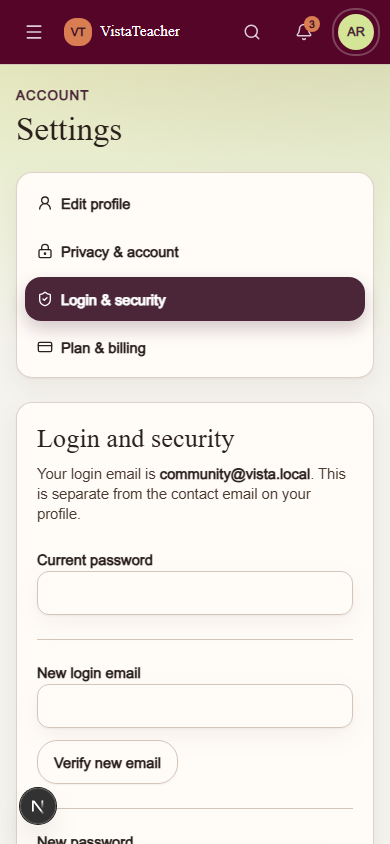 VT VistaTeacher 3 AR
ACCOUNT
Settings
Edit profile
Privacy & account
Login & security
Plan & billing
Login and security
Your login email is community@vista.local. This
is separate from the contact email on your
profile.
Current password
New login email
Verify new email
N
New password